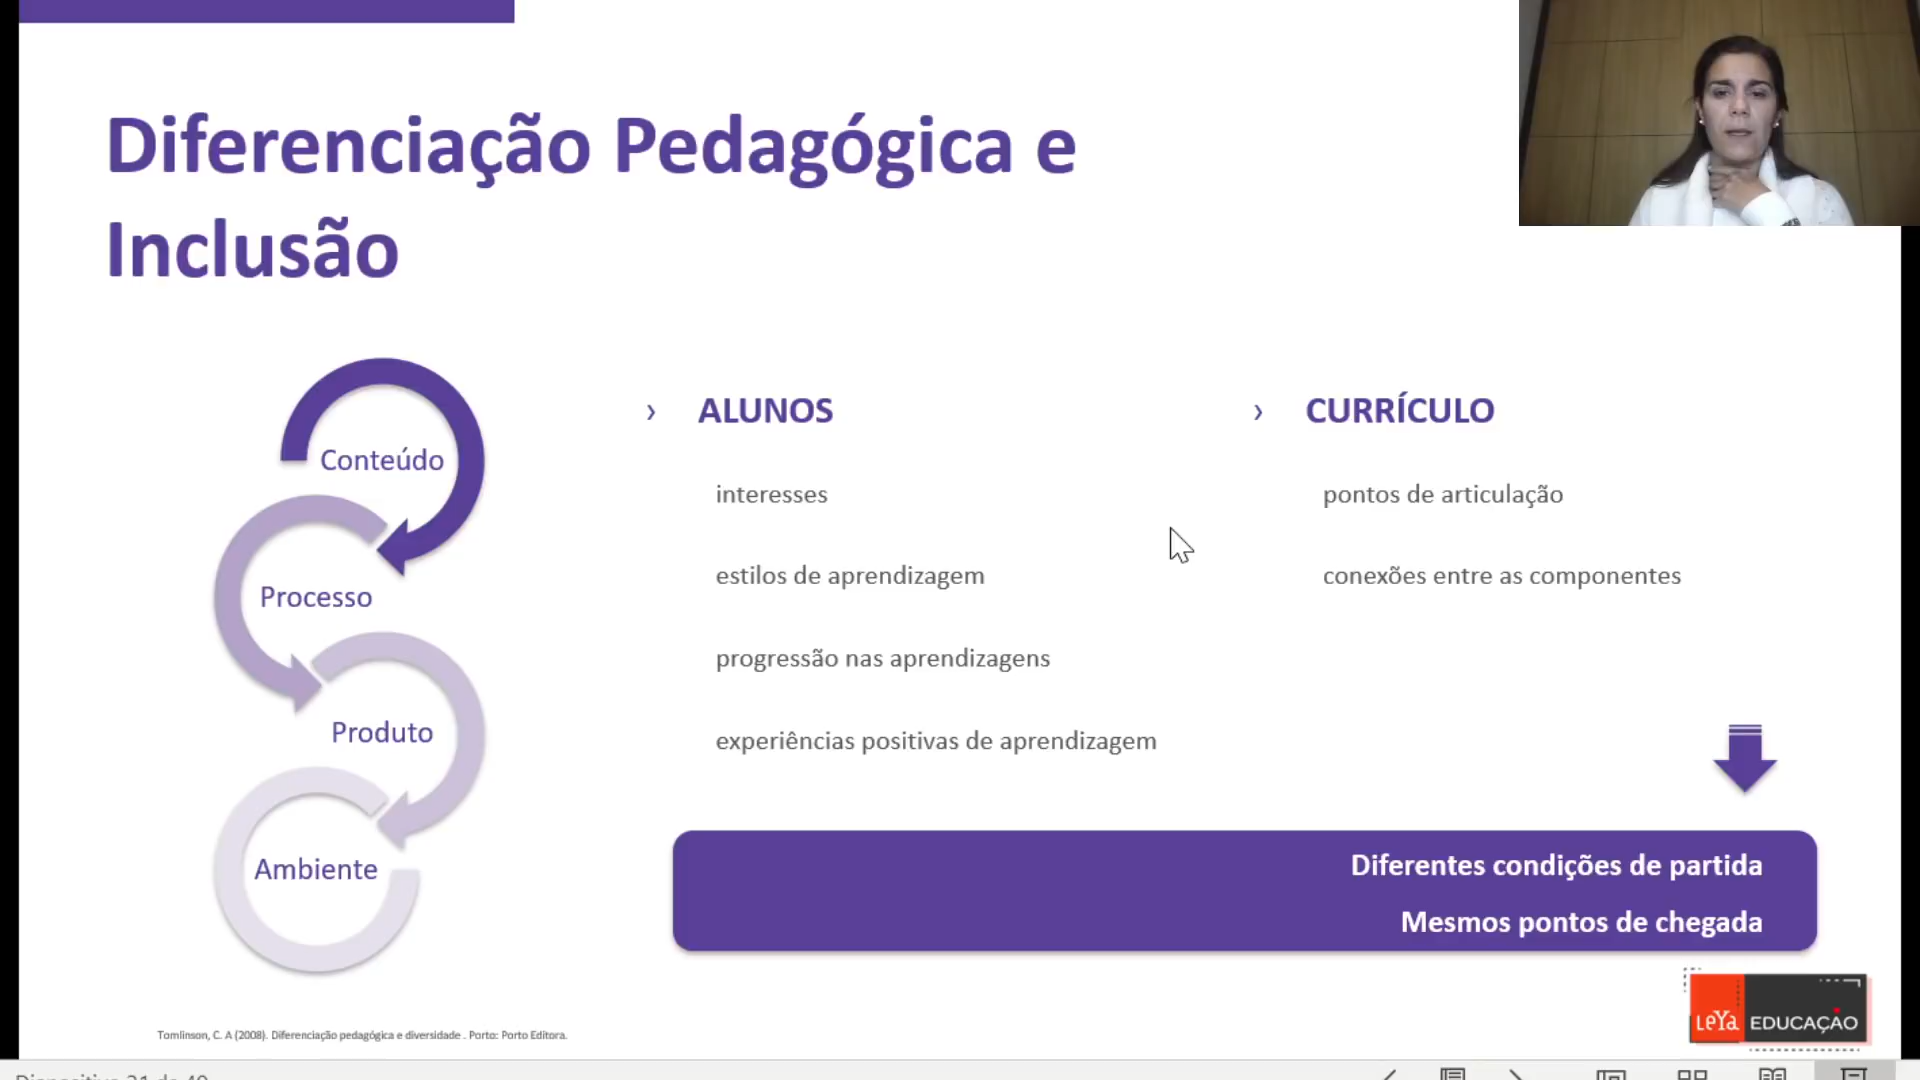 Diferenciação Pedagógica e
Inclusão
Conteúdo
Processo
Produto
Ambiente
› ALUNOS
interesses
estilos de aprendizagem
progressão nas aprendizagens
experiências positivas de aprendizagem
› CURRÍCULO
pontos de articulação
conexões entre as componentes
Diferentes condições de partida
Mesmos pontos de chegada
Tomlinson, C. A (2008). Diferenciação pedagógica e diversidade . Porto: Porto Editora.
LeYa EDUCAÇÃO